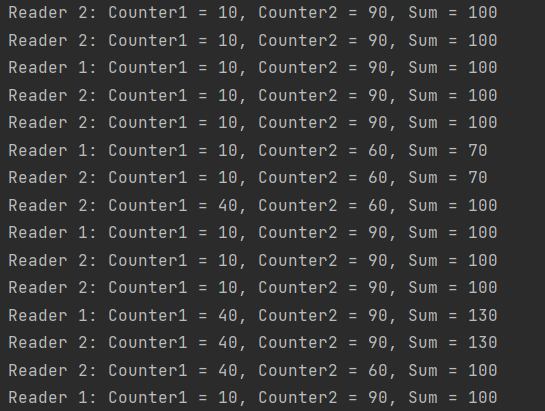 Reader 2: Counter1 = 10, Counter2 = 90, Sum = 100
Reader 2: Counter1 = 10, Counter2 = 90, Sum = 100
Reader 1: Counter1 = 10, Counter2 = 90, Sum = 100
Reader 2: Counter1 = 10, Counter2 = 90, Sum = 100
Reader 2: Counter1 = 10, Counter2 = 90, Sum = 100
Reader 1: Counter1 = 10, Counter2 = 60, Sum = 70
Reader 2: Counter1 = 10, Counter2 = 60, Sum = 70
Reader 2: Counter1 = 40, Counter2 = 60, Sum = 100
Reader 1: Counter1 = 10, Counter2 = 90, Sum = 100
Reader 2: Counter1 = 10, Counter2 = 90, Sum = 100
Reader 2: Counter1 = 10, Counter2 = 90, Sum = 100
Reader 1: Counter1 = 40, Counter2 = 90, Sum = 130
Reader 2: Counter1 = 40, Counter2 = 90, Sum = 130
Reader 2: Counter1 = 40, Counter2 = 60, Sum = 100
Reader 1: Counter1 = 10, Counter2 = 90, Sum = 100